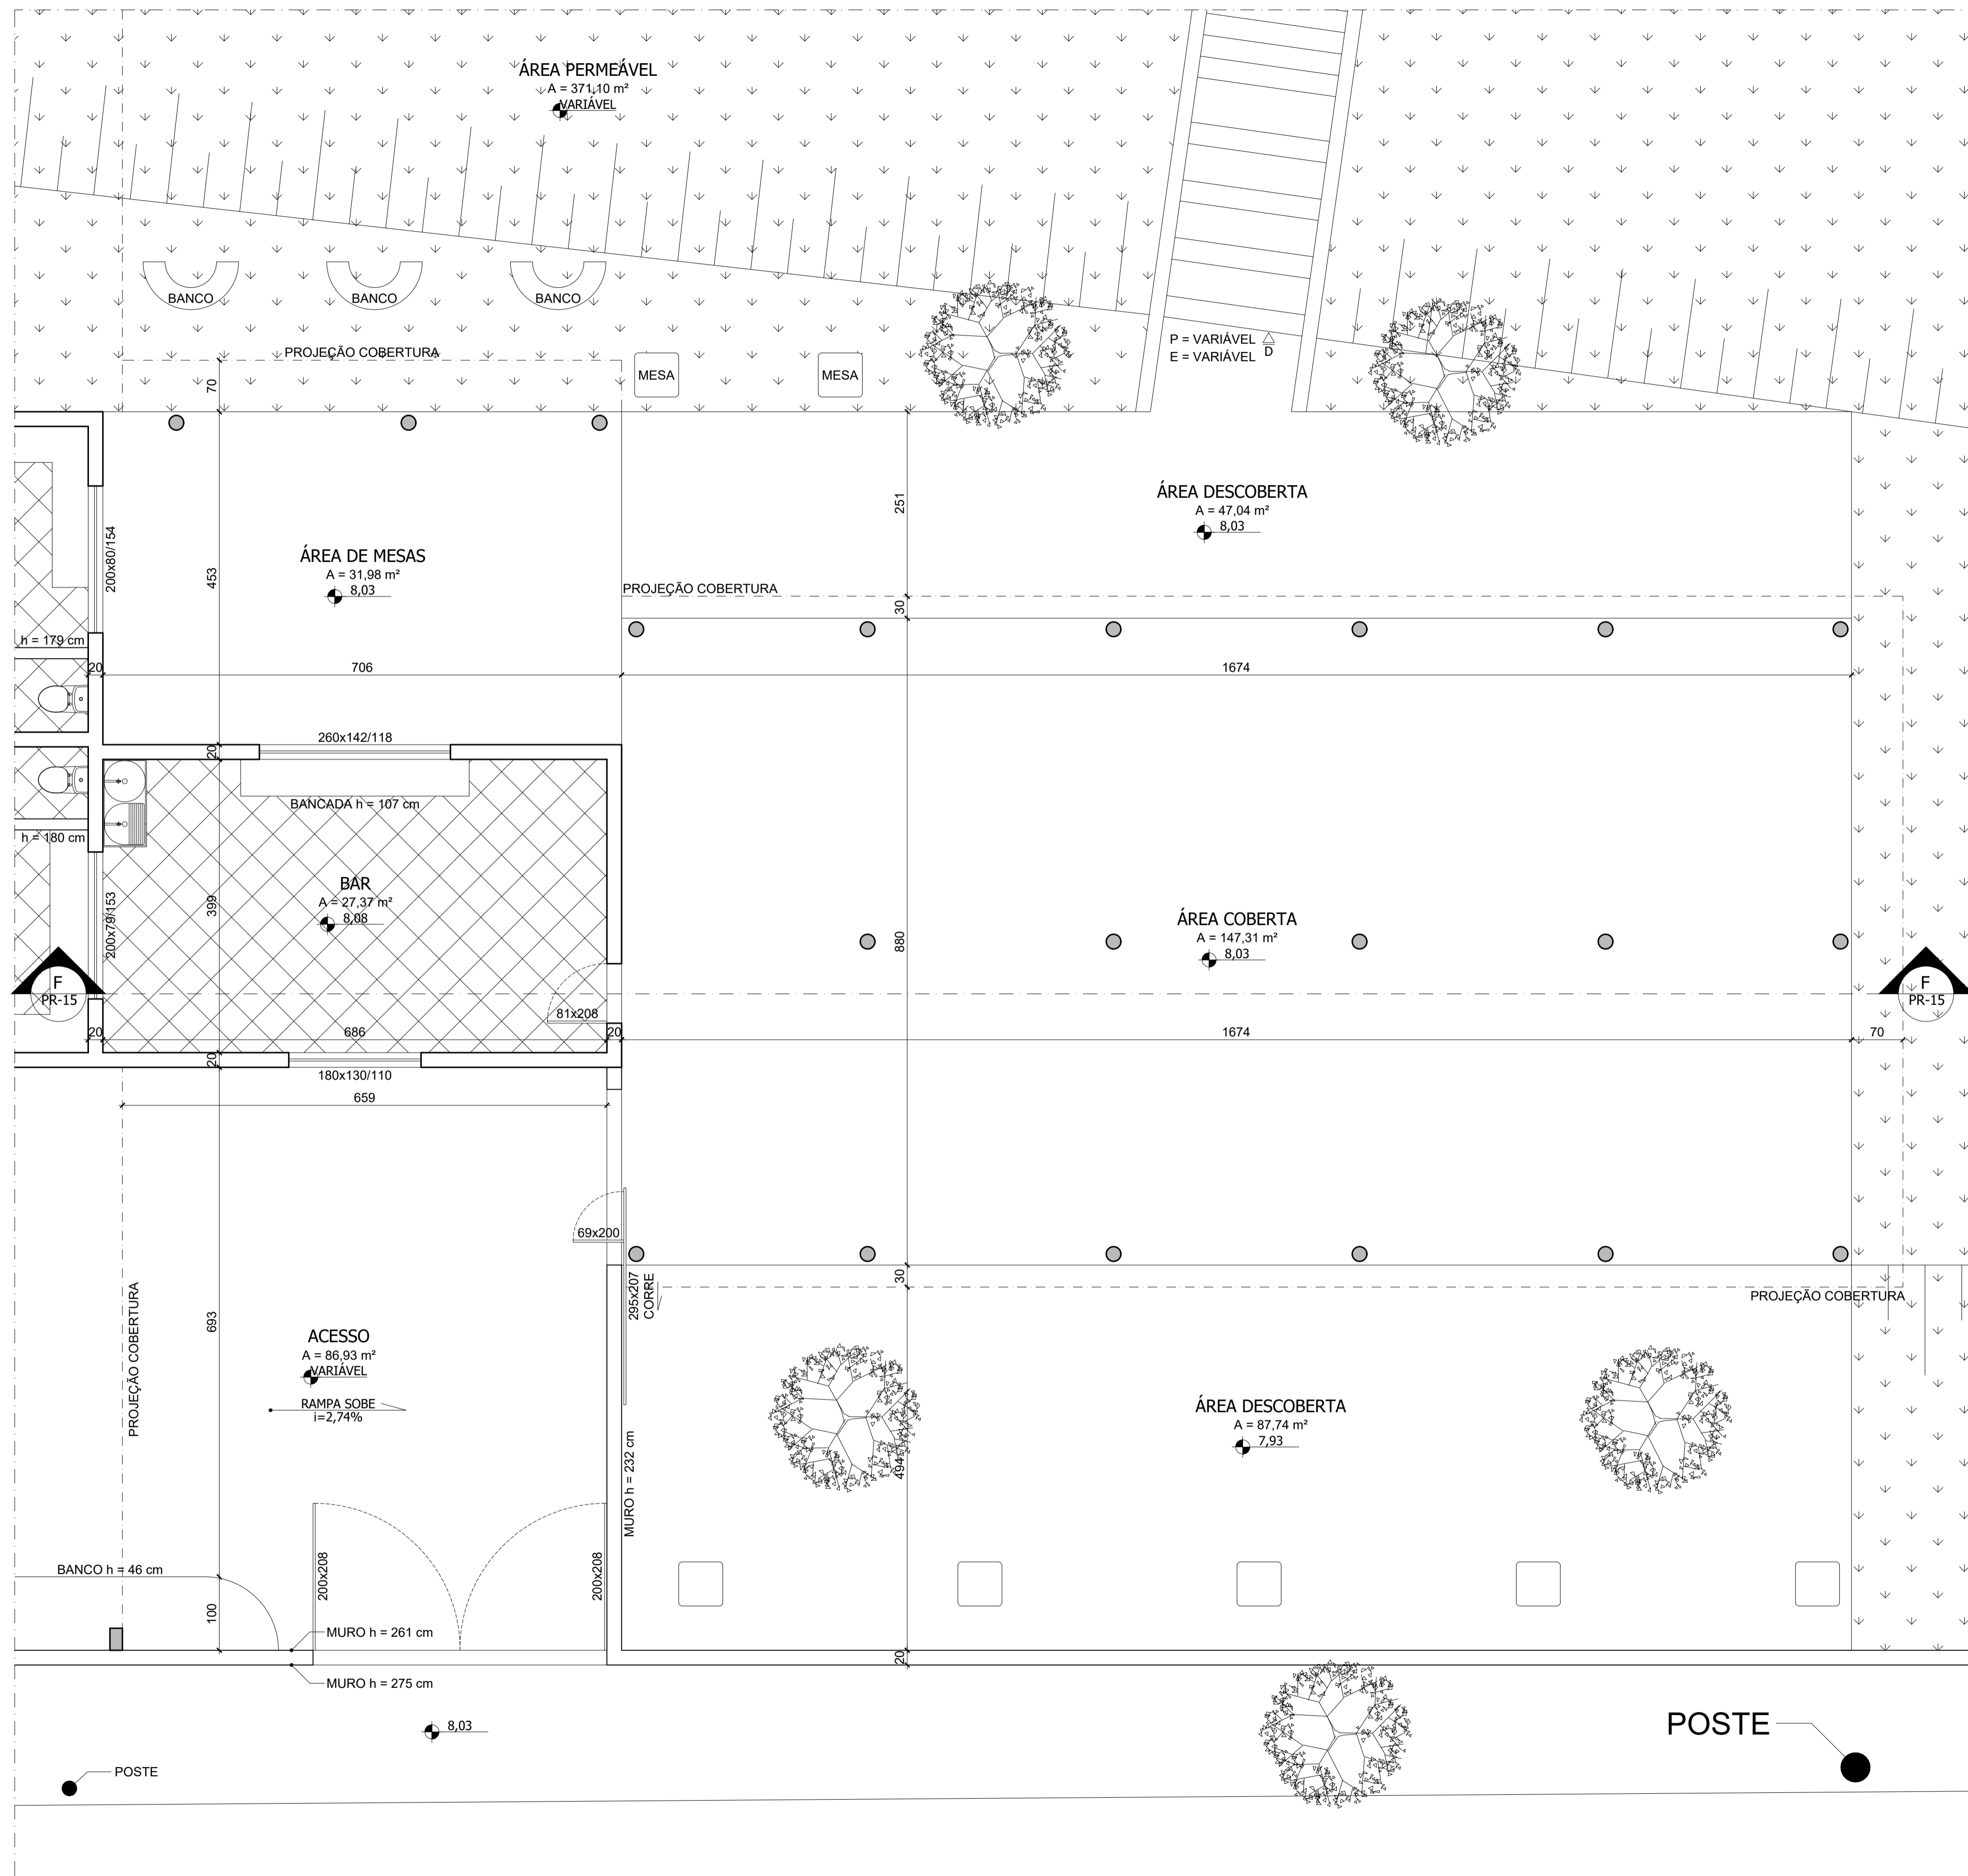 ÁREA PERMEÁVEL
A = 371,10 m²
VARIÁVEL
BANCO
BANCO
BANCO
PROJEÇÃO COBERTURA
P = VARIÁVEL
E = VARIÁVEL
D
MESA
MESA
70
251
ÁREA DESCOBERTA
A = 47,04 m²
8,03
200x80/154
453
ÁREA DE MESAS
A = 31,98 m²
8,03
PROJEÇÃO COBERTURA
30
h = 179 cm
20
706
1674
260x142/118
20
BANCADA h = 107 cm
h = 180 cm
200x79/153
399
BAR
A = 27,37 m²
8,08
880
ÁREA COBERTA
A = 147,31 m²
8,03
F
PR-15
F
PR-15
81x208
20
686
20
1674
70
20
180x130/110
659
69x200
295x207
CORRE
30
PROJEÇÃO COBERTURA
PROJEÇÃO COBERTURA
693
ACESSO
A = 86,93 m²
VARIÁVEL
RAMPA SOBE
i=2,74%
MURO h = 232 cm
494
ÁREA DESCOBERTA
A = 87,74 m²
7,93
BANCO h = 46 cm
200x208
200x208
100
MURO h = 261 cm
20
MURO h = 275 cm
8,03
POSTE
POSTE